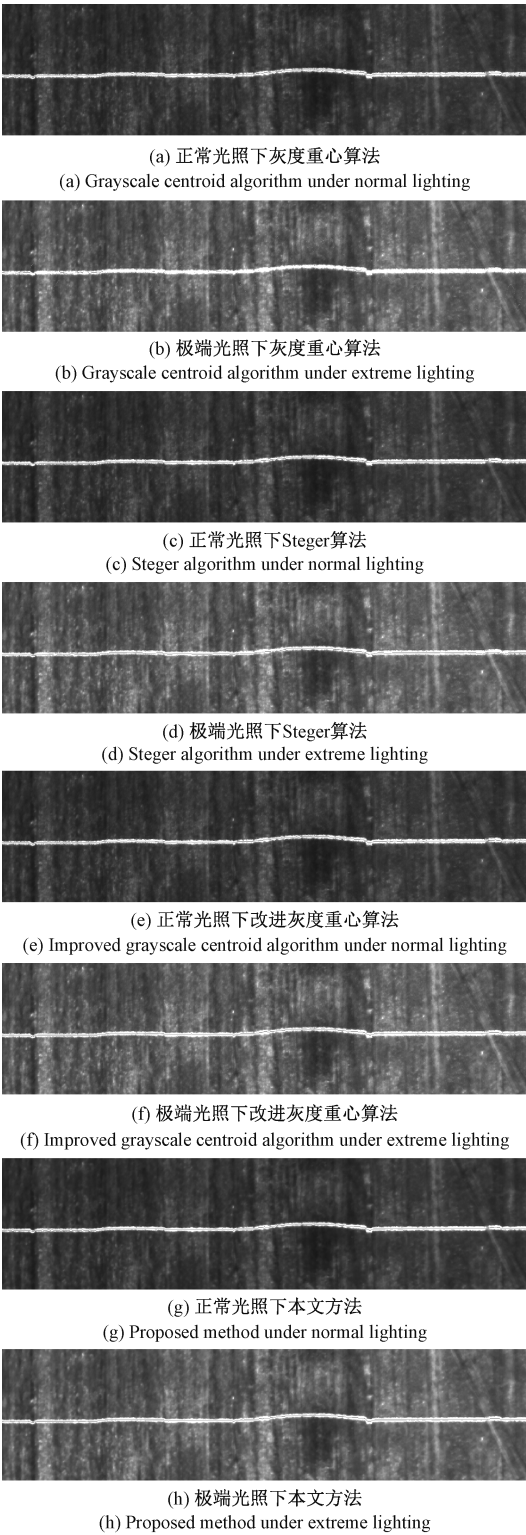 (a) 正常光照下灰度重心算法
(a) Grayscale centroid algorithm under normal lighting
(b) 极端光照下灰度重心算法
(b) Grayscale centroid algorithm under extreme lighting
(c) 正常光照下Steger算法
(c) Steger algorithm under normal lighting
(d) 极端光照下Steger算法
(d) Steger algorithm under extreme lighting
(e) 正常光照下改进灰度重心算法
(e) Improved grayscale centroid algorithm under normal lighting
(f) 极端光照下改进灰度重心算法
(f) Improved grayscale centroid algorithm under extreme lighting
(g) 正常光照下本文方法
(g) Proposed method under normal lighting
(h) 极端光照下本文方法
(h) Proposed method under extreme lighting